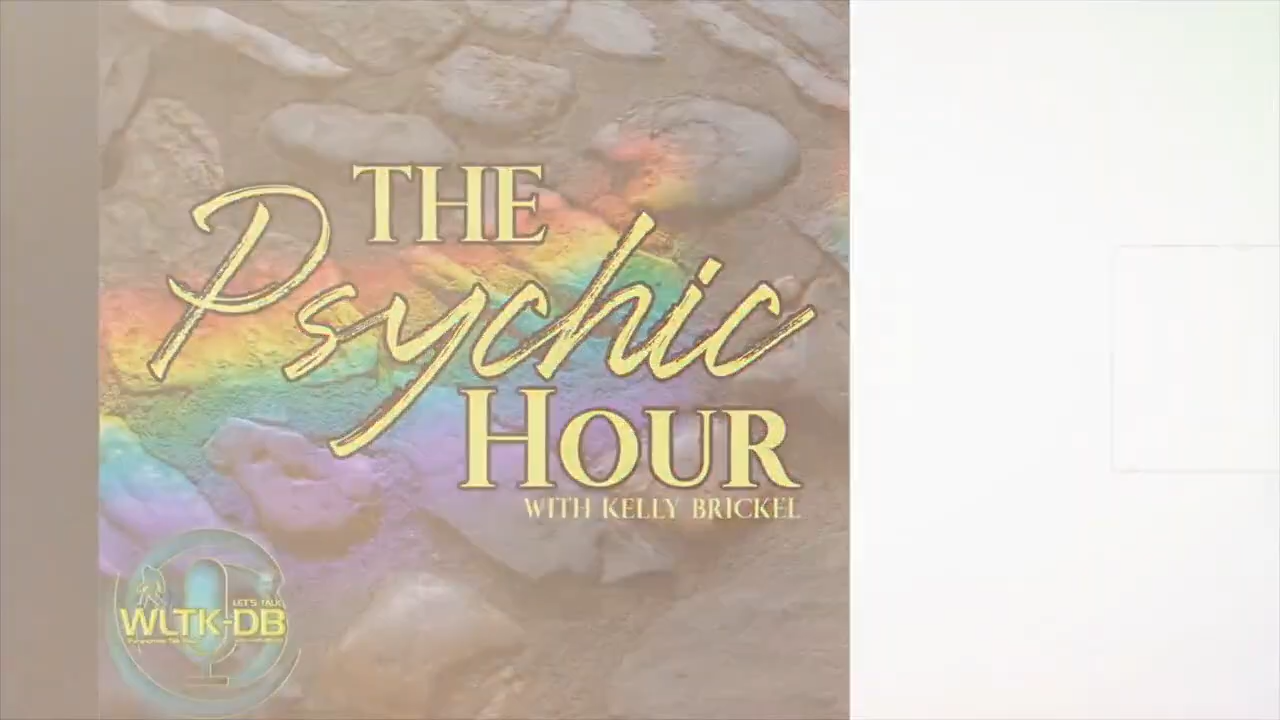 THE
Psychic
HOUR
WITH KELLY BRICKEL
LET'S TALK
WLTK-DB